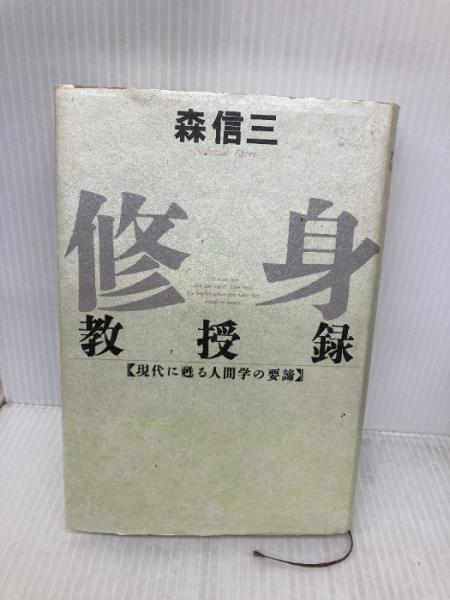 森信三
修身
教授録
【現代に甦る人間学の要諦】